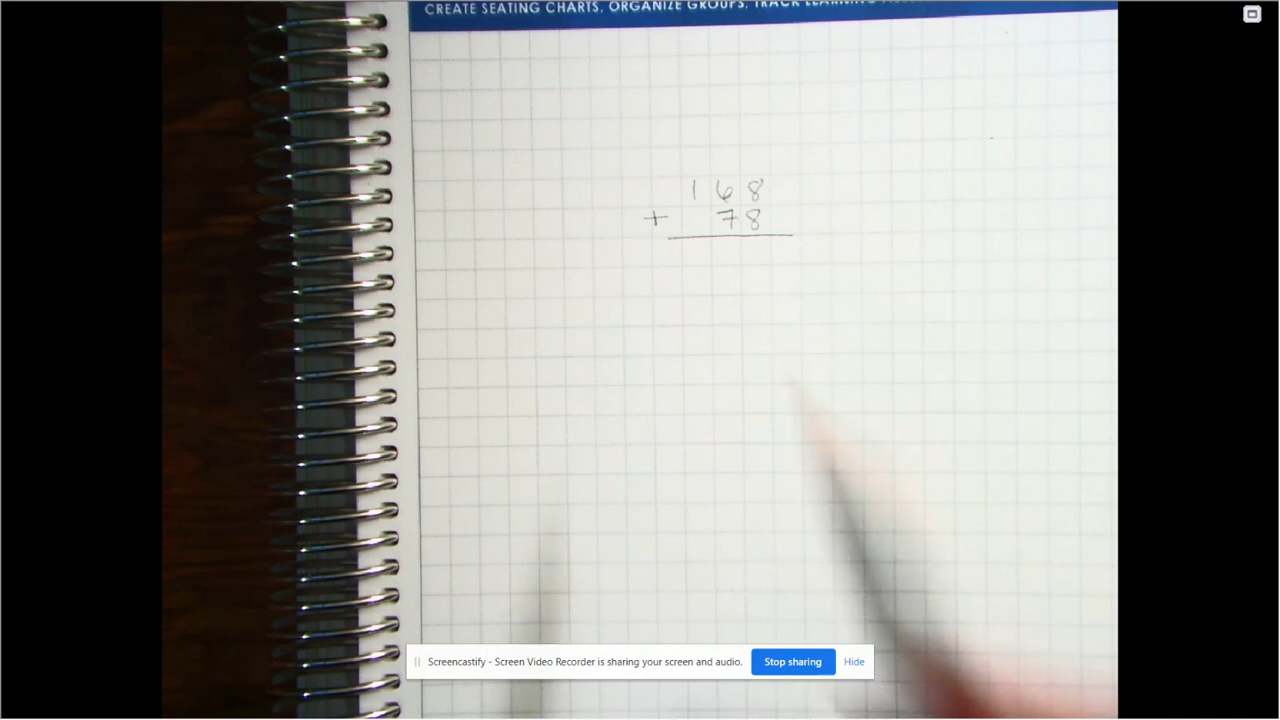 CREATE SEATING CHARTS, ORGANIZE GROUPS, TRACK
168
+ 78
Screencastify - Screen Video Recorder is sharing your screen and audio.
Stop sharing
Hide